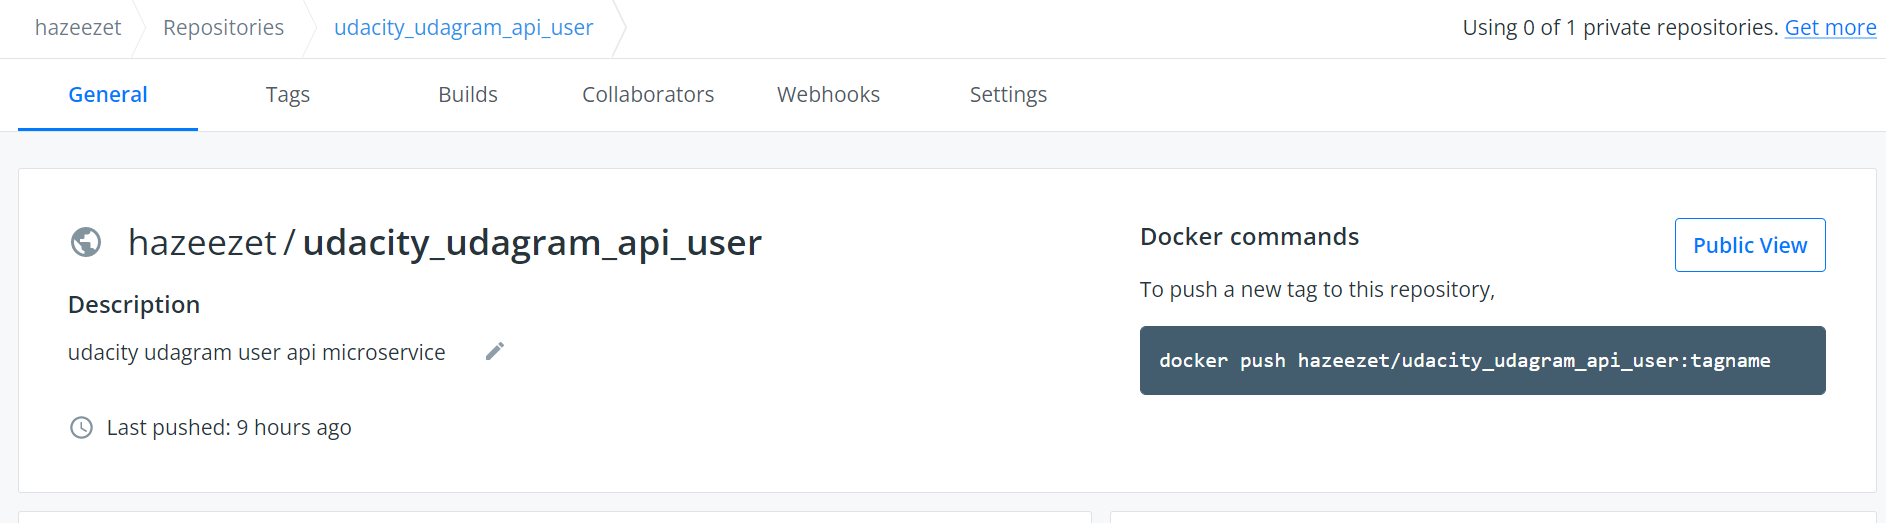 hazeezet Repositories udacity_udagram_api_user Using 0 of 1 private repositories. Get more
General Tags Builds Collaborators Webhooks Settings
hazeezet / udacity_udagram_api_user
Description
udacity udagram user api microservice
Last pushed: 9 hours ago
Docker commands
Public View
To push a new tag to this repository,
docker push hazeezet/udacity_udagram_api_user:tagname